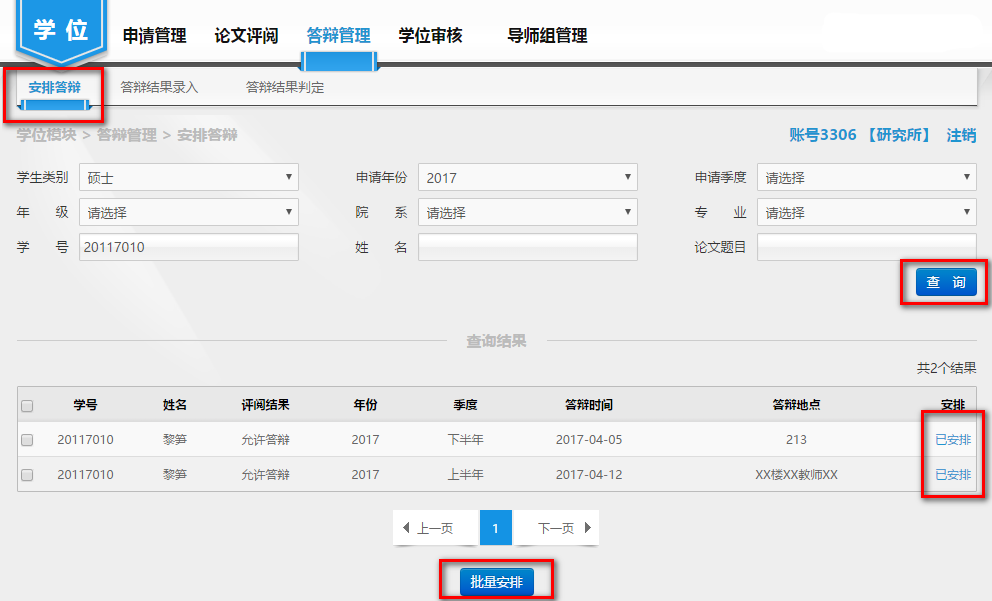 学 位 申请管理 论文评阅 答辩管理 学位审核 导师组管理
安排答辩 答辩结果录入 答辩结果判定
学位模块 > 答辩管理 > 安排答辩 账号3306 【研究所】 注销
学生类别 硕士 申请年份 2017 申请季度 请选择
年 级 请选择 院 系 请选择 专 业 请选择
学 号 20117010 姓 名 论文题目
查 询
查询结果
共2个结果
学号 姓名 评阅结果 年份 季度 答辩时间 答辩地点 安排
20117010 黎笋 允许答辩 2017 下半年 2017-04-05 213 已安排
20117010 黎笋 允许答辩 2017 上半年 2017-04-12 XX楼XX教师XX 已安排
上一页 1 下一页
批量安排